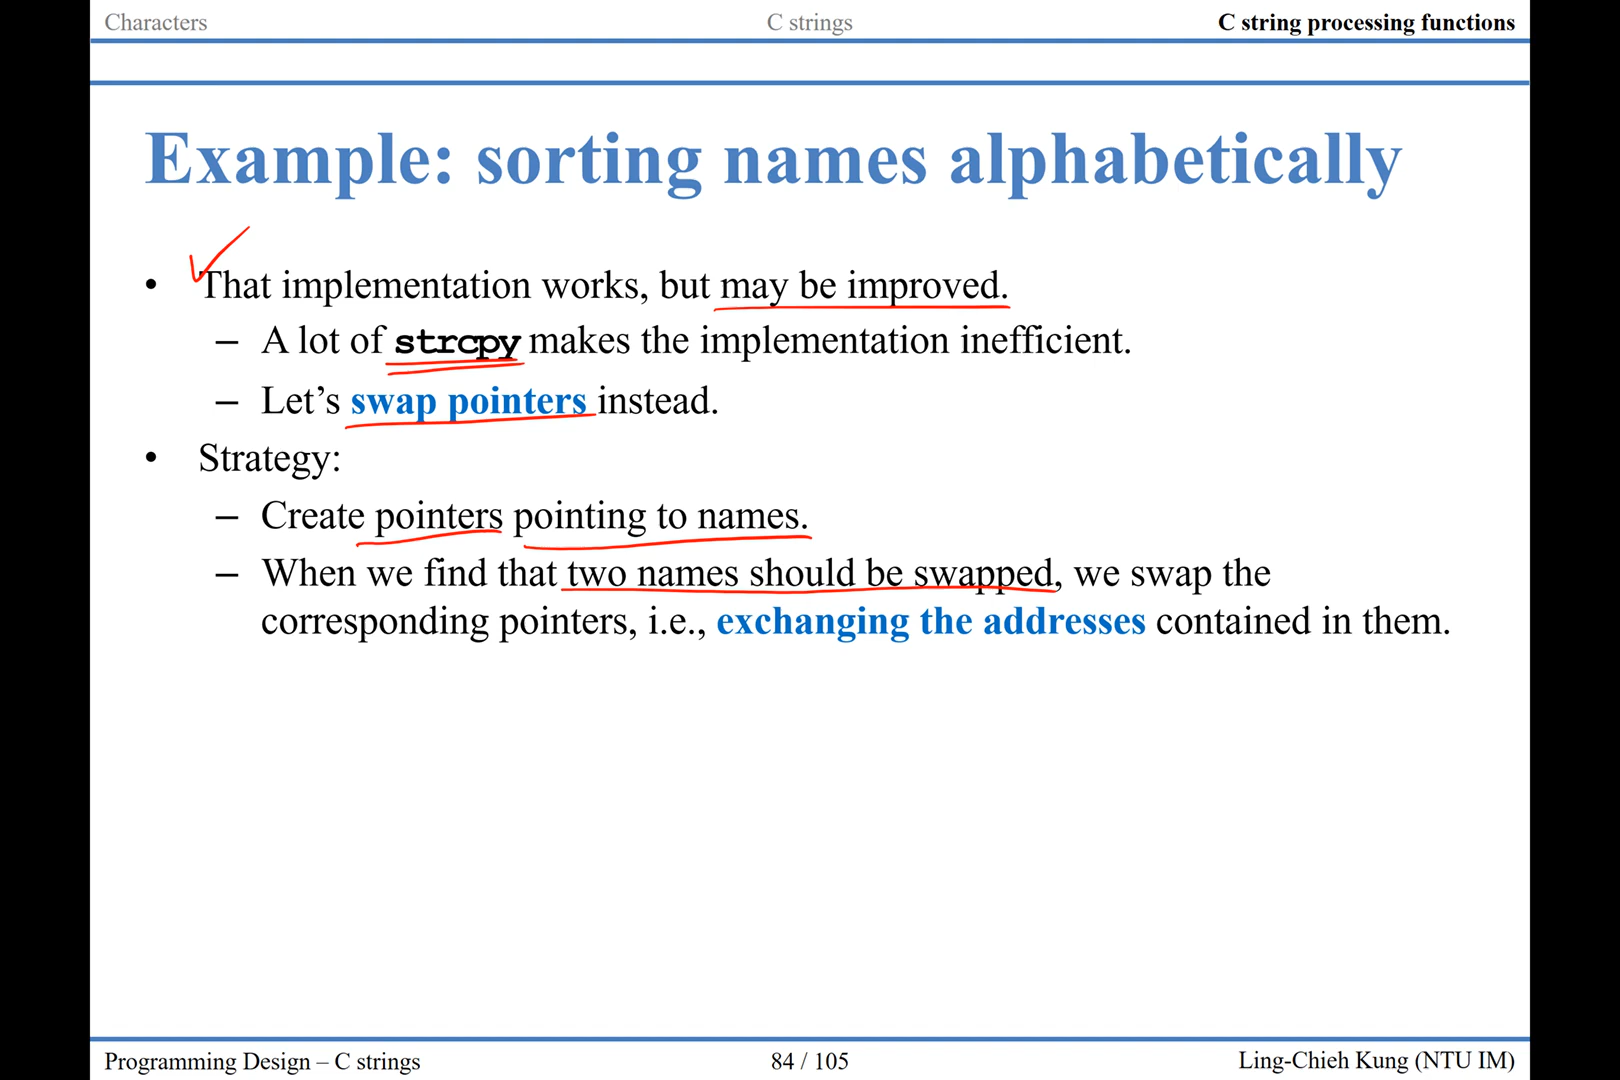 Characters C strings C string processing functions
Example: sorting names alphabetically
• That implementation works, but may be improved.
– A lot of strcpy makes the implementation inefficient.
– Let’s swap pointers instead.
• Strategy:
– Create pointers pointing to names.
– When we find that two names should be swapped, we swap the
corresponding pointers, i.e., exchanging the addresses contained in them.
Programming Design – C strings 84 / 105 Ling-Chieh Kung (NTU IM)